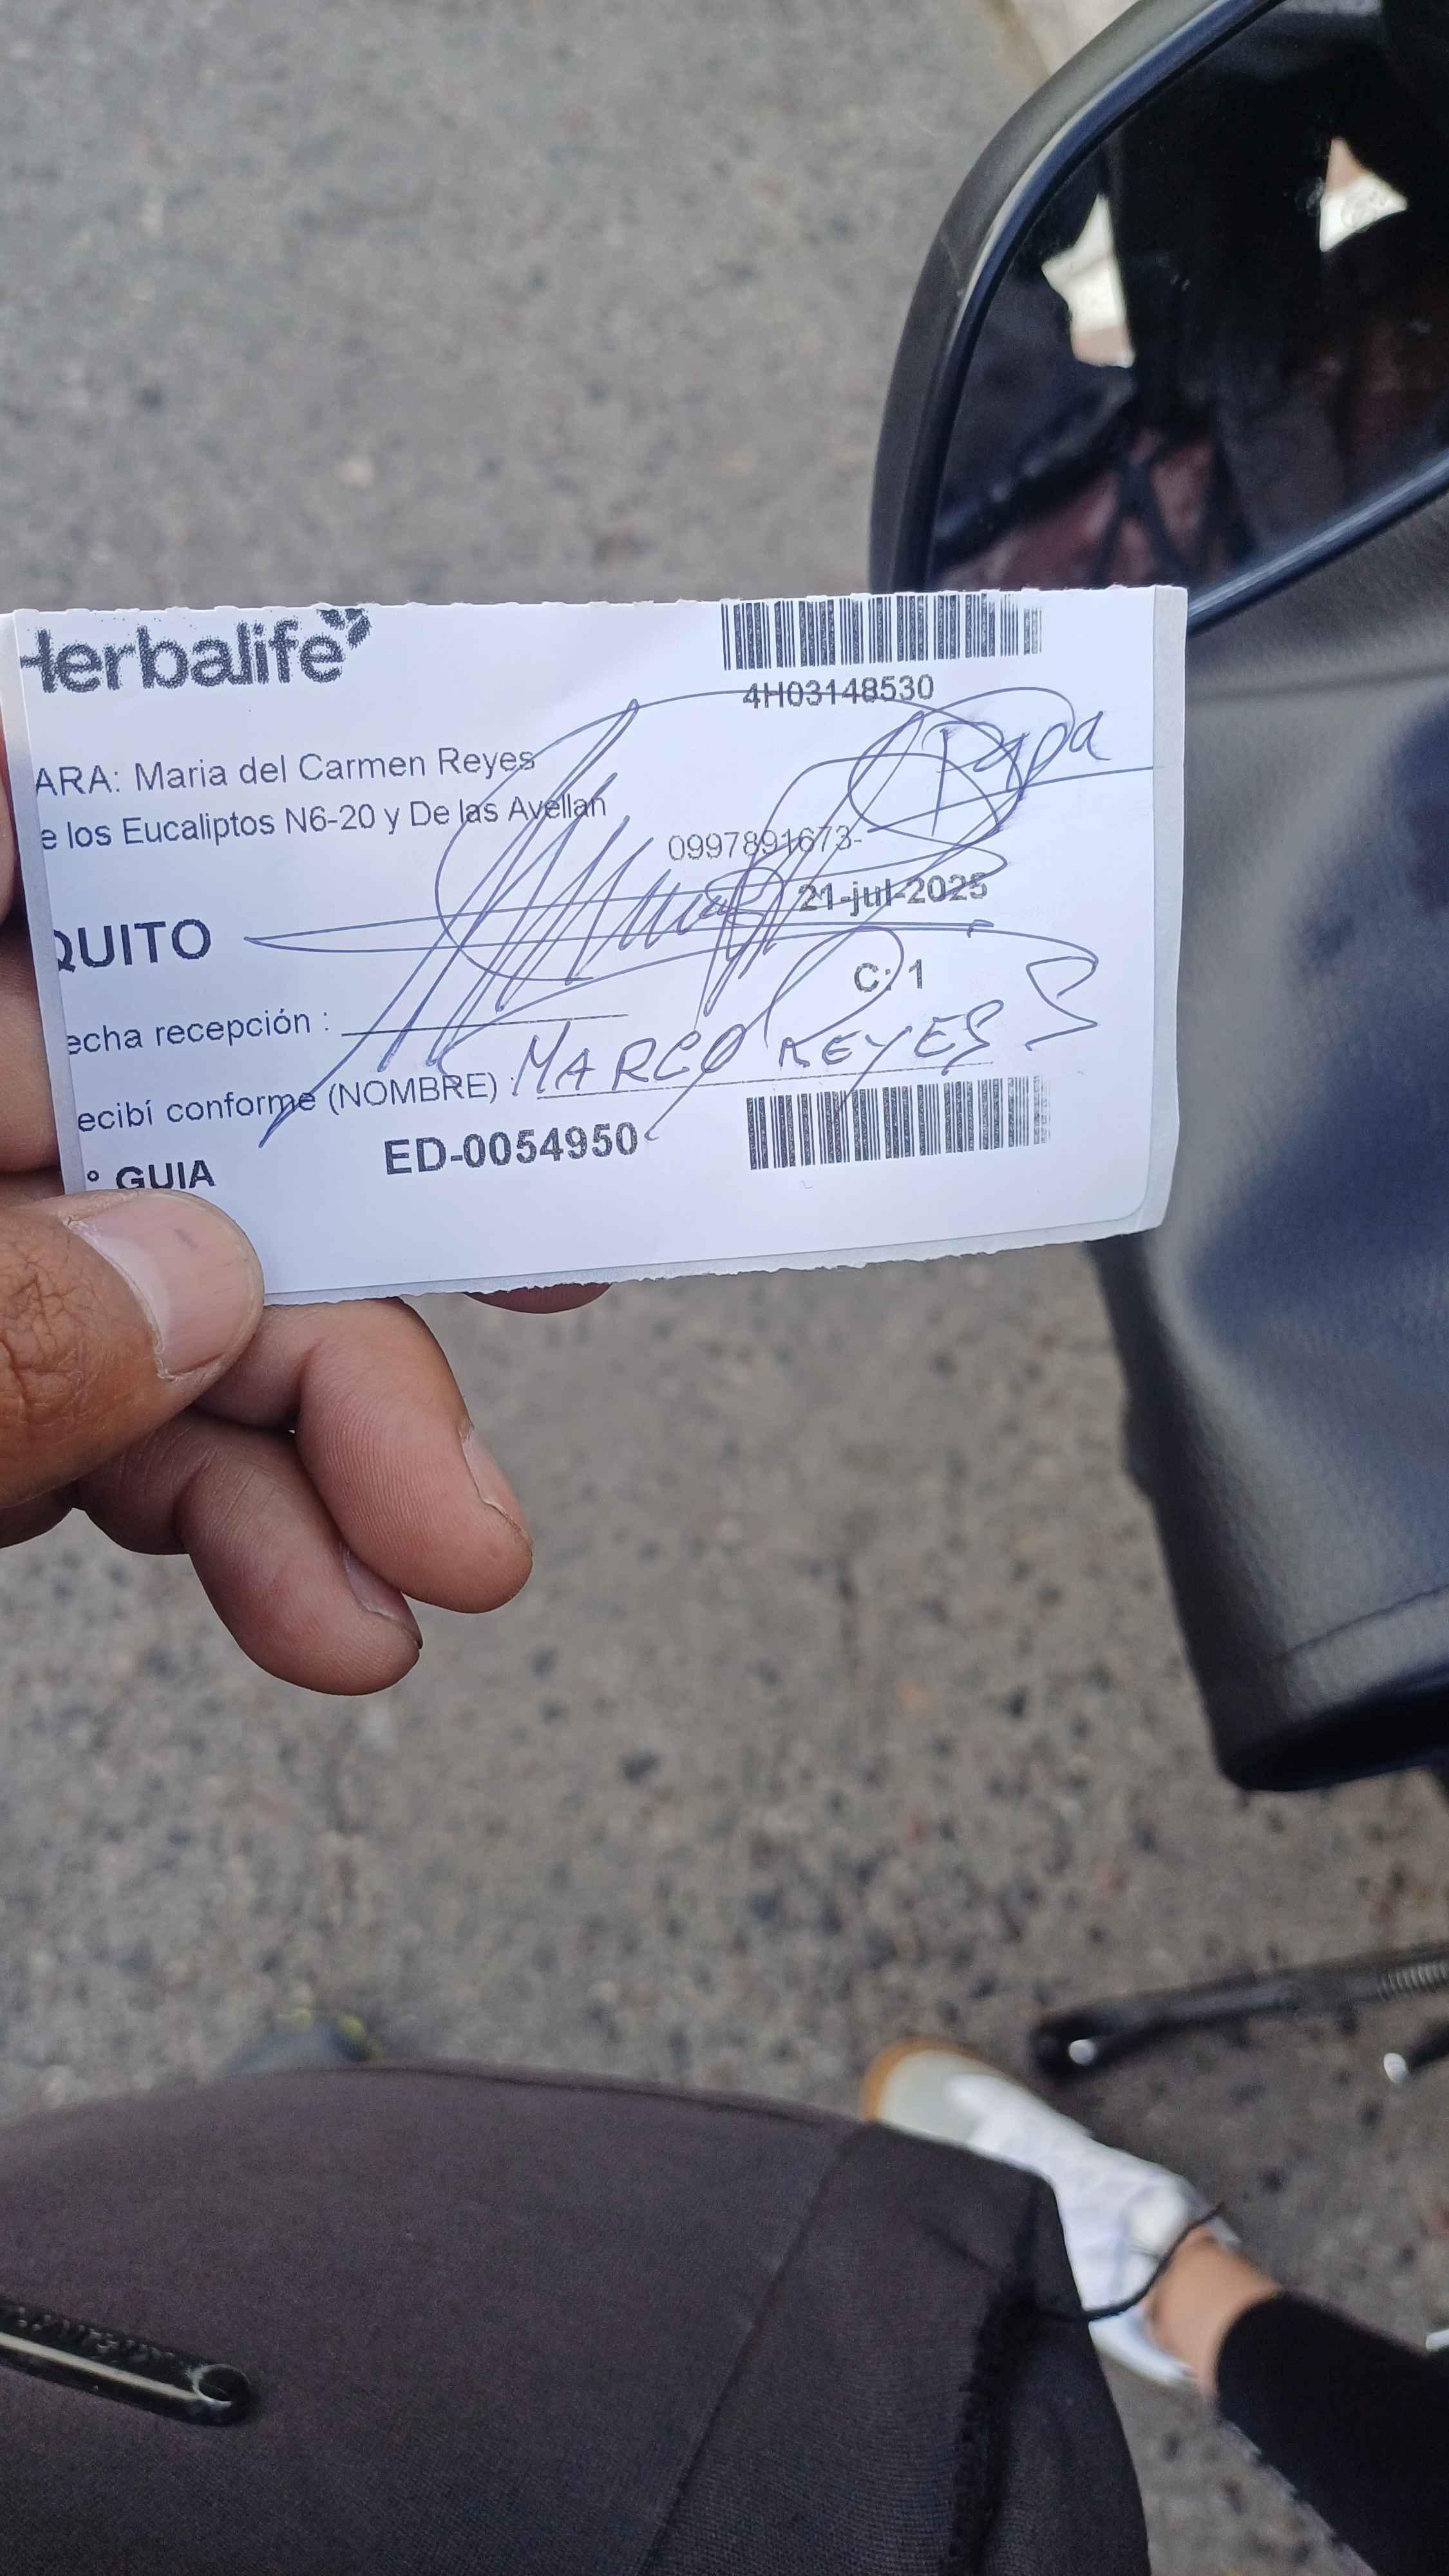 Herbalife
4H03148530
ARA: Maria del Carmen Reyes
Papa
e los Eucaliptos N6-20 y De las Avellan
0997891673-
21-jul-2025
QUITO
C: 1
echa recepción :
ecibí conforme (NOMBRE) : MARCO REYES S
° GUIA
ED-0054950